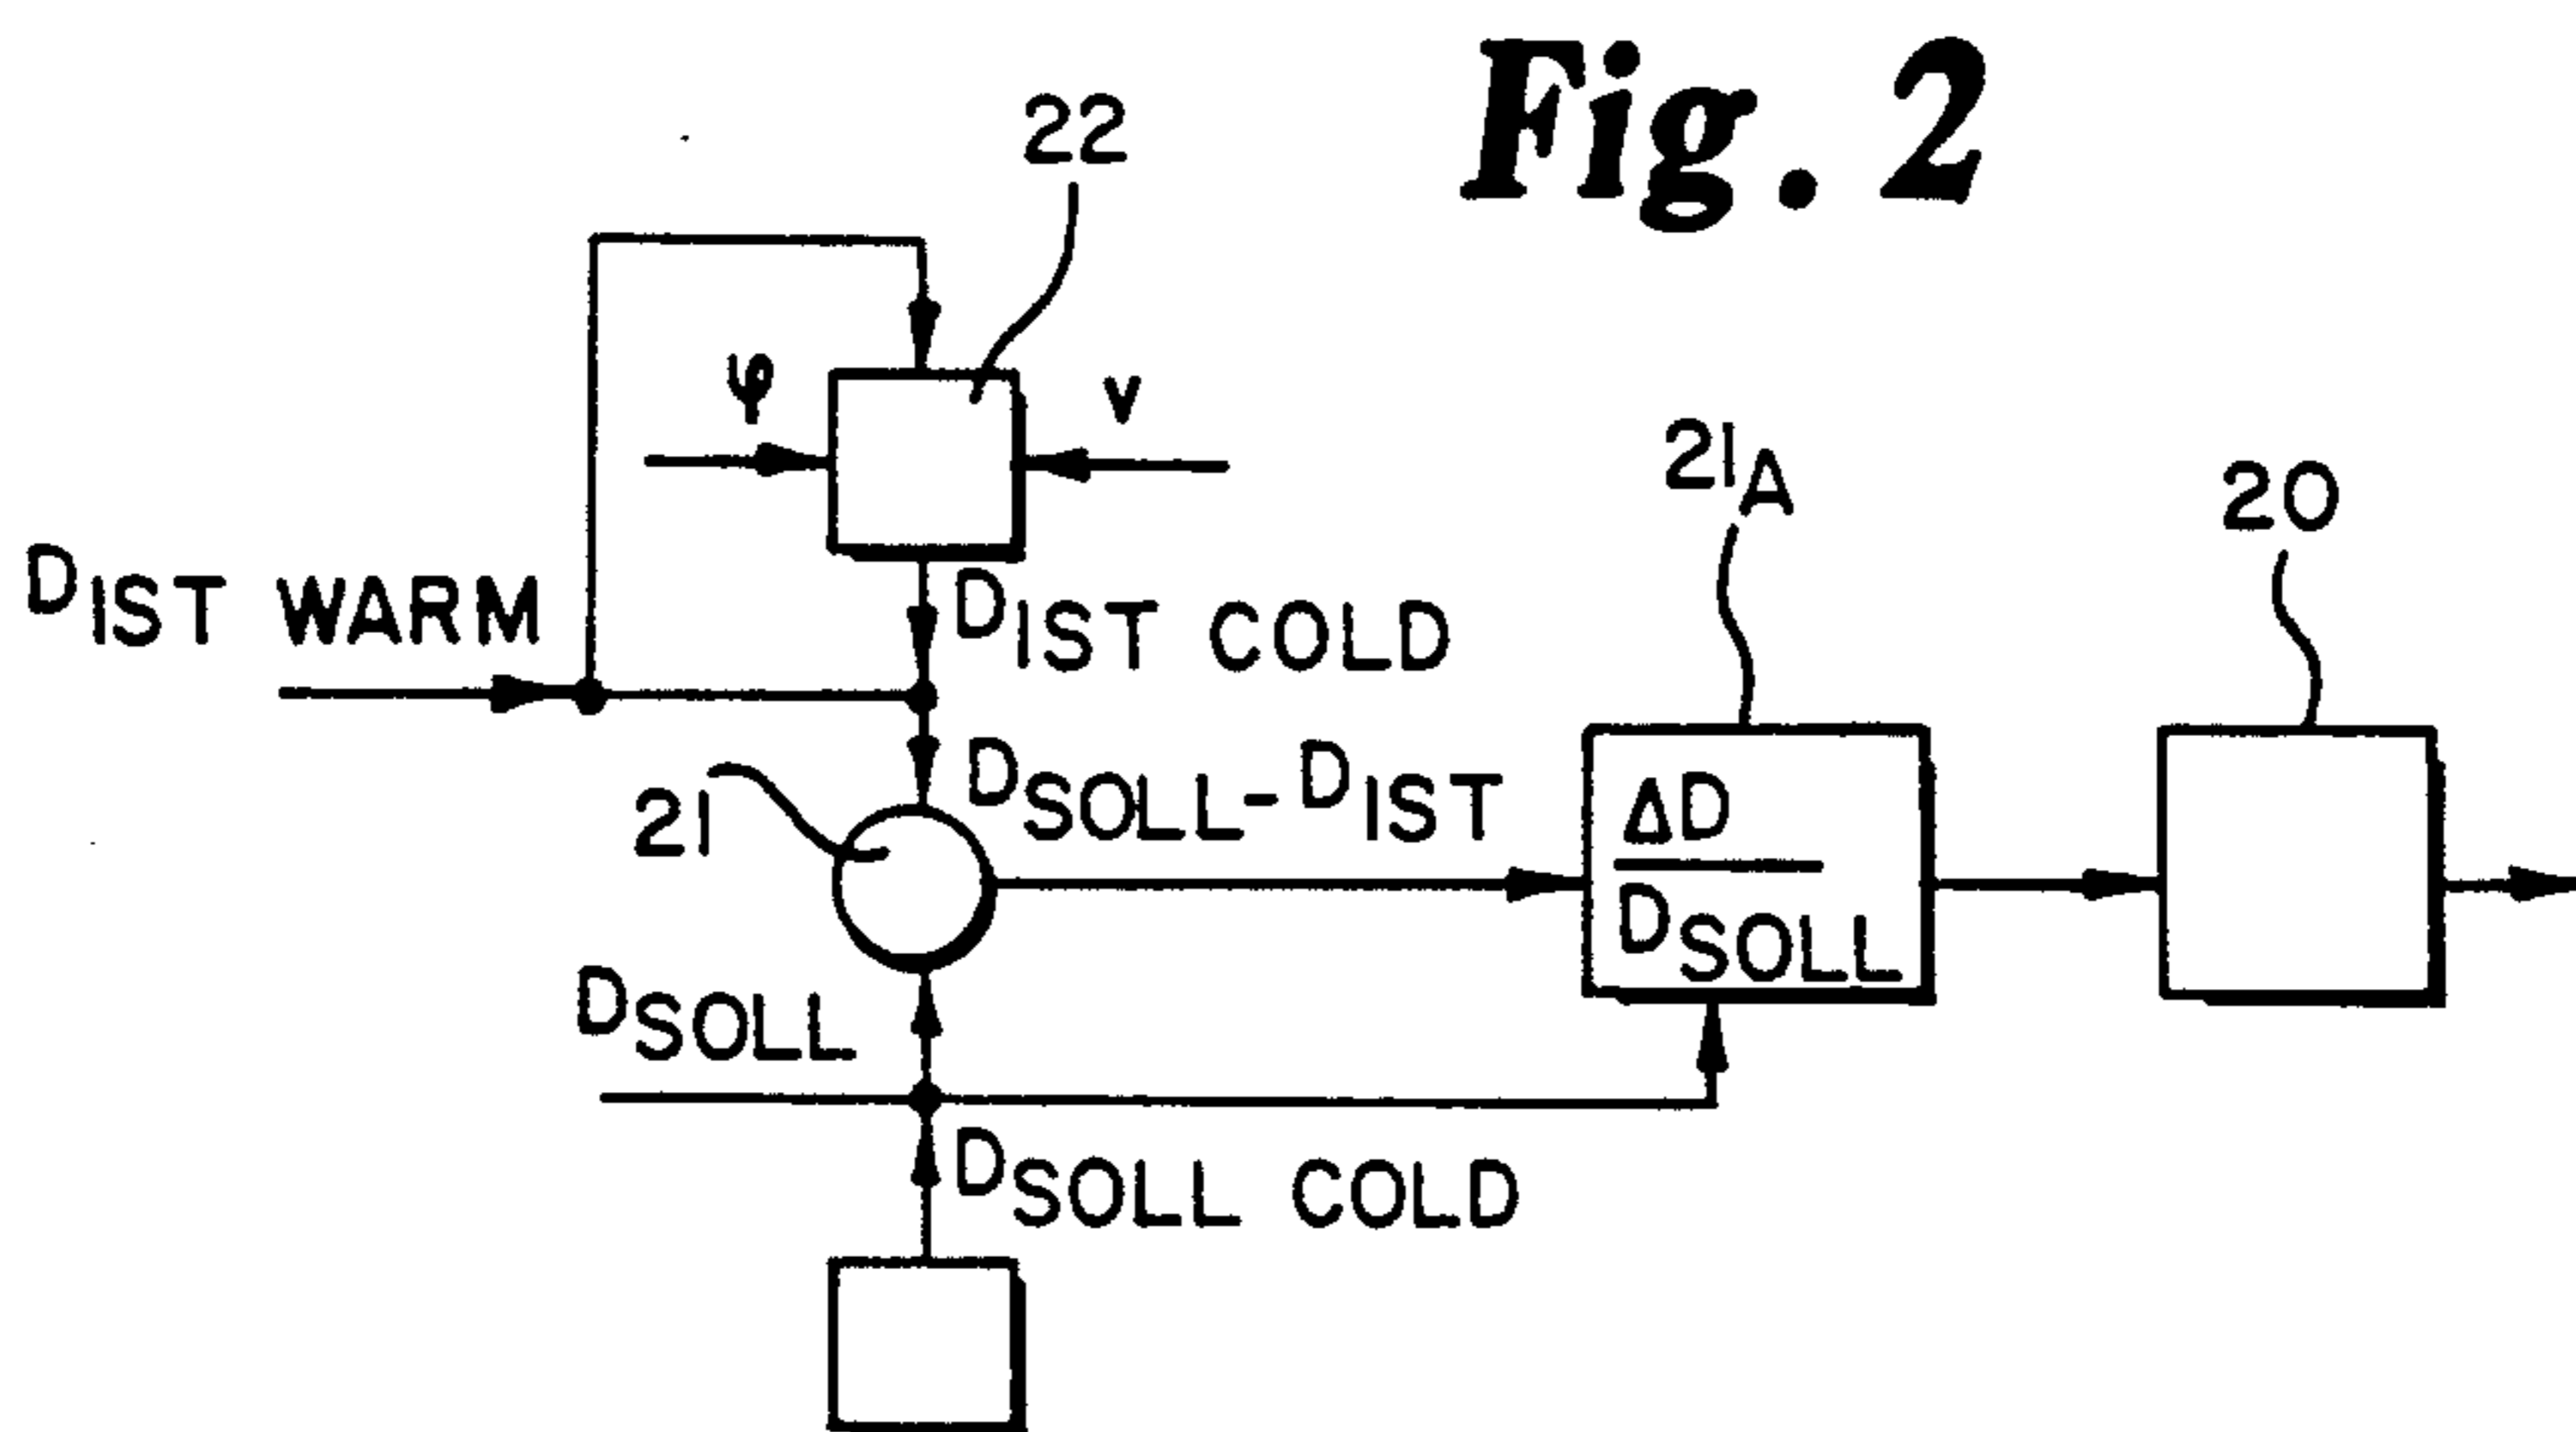 Fig. 2
22
φ
v
21A
20
DIST WARM
DIST COLD
DSOLL-DIST
21
ΔD
DSOLL
DSOLL
DSOLL COLD